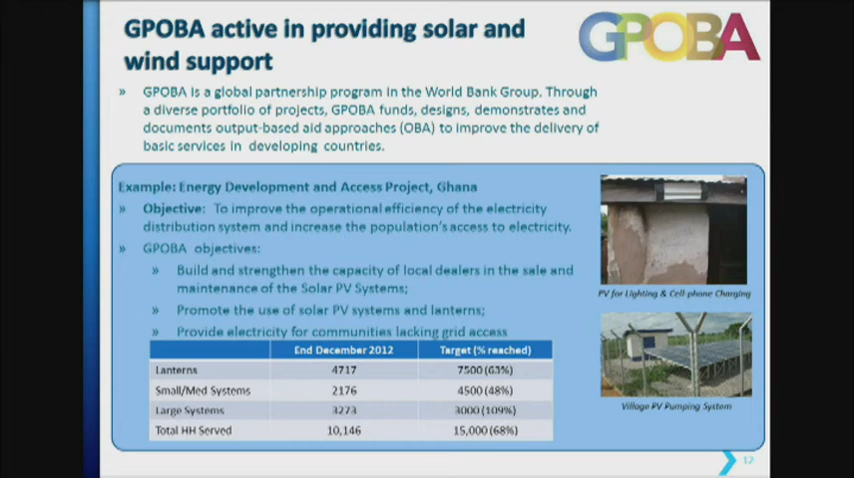 GPOBA active in providing solar and
wind support
GPOBA
» GPOBA is a global partnership program in the World Bank Group. Through
a diverse portfolio of projects, GPOBA funds, designs, demonstrates and
documents output-based aid approaches (OBA) to improve the delivery of
basic services in developing countries.
Example: Energy Development and Access Project, Ghana
» Objective: To improve the operational efficiency of the electricity
distribution system and increase the population's access to electricity.
» GPOBA objectives:
» Build and strengthen the capacity of local dealers in the sale and
maintenance of the Solar PV Systems;
» Promote the use of solar PV systems and lanterns;
» Provide electricity for communities lacking grid access
End December 2012 Target (% reached)
Lanterns 4717 7500 (63%)
Small/Med Systems 2176 4500 (48%)
Large Systems 3273 3000 (109%)
Total HH Served 10,146 15,000 (68%)
PV for Lighting & Cell-phone Charging
Village PV Pumping System
12